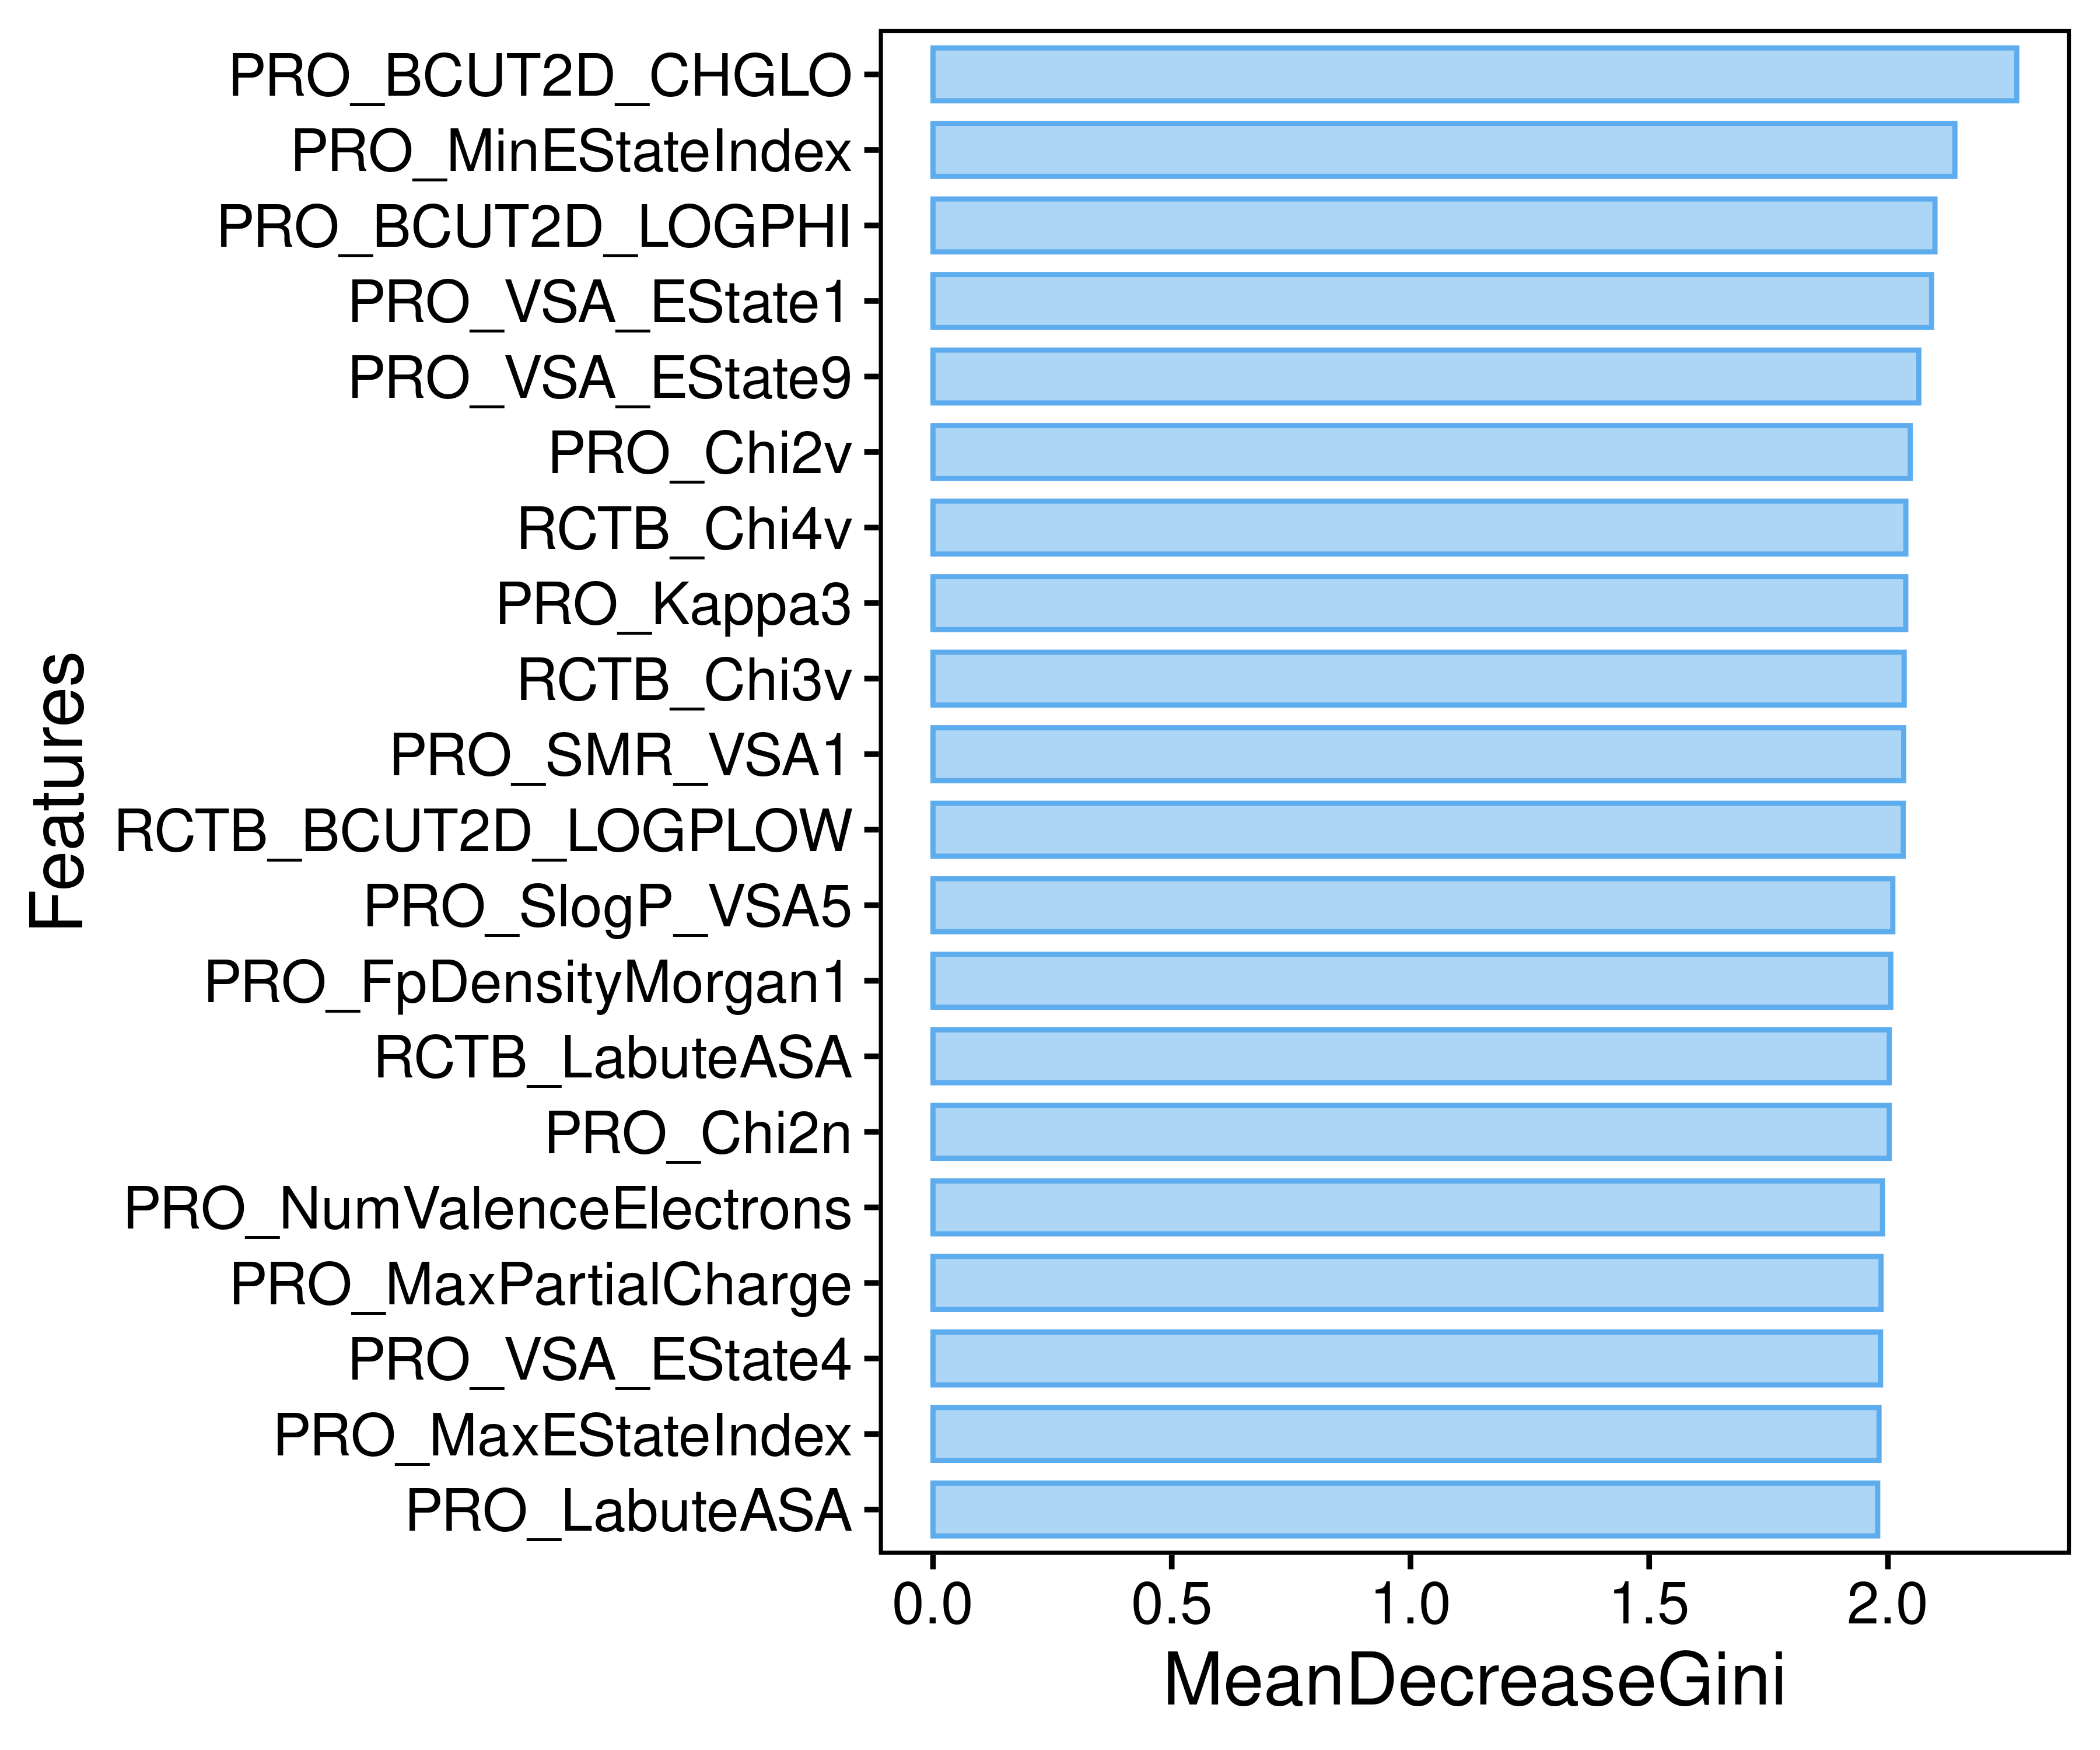 PRO_BCUT2D_CHGLO
PRO_MinEStateIndex
PRO_BCUT2D_LOGPHI
PRO_VSA_EState1
PRO_VSA_EState9
PRO_Chi2v
RCTB_Chi4v
PRO_Kappa3
RCTB_Chi3v
PRO_SMR_VSA1
RCTB_BCUT2D_LOGPLOW
PRO_SlogP_VSA5
PRO_FpDensityMorgan1
RCTB_LabuteASA
PRO_Chi2n
PRO_NumValenceElectrons
PRO_MaxPartialCharge
PRO_VSA_EState4
PRO_MaxEStateIndex
PRO_LabuteASA
Features
0.0 0.5 1.0 1.5 2.0
MeanDecreaseGini